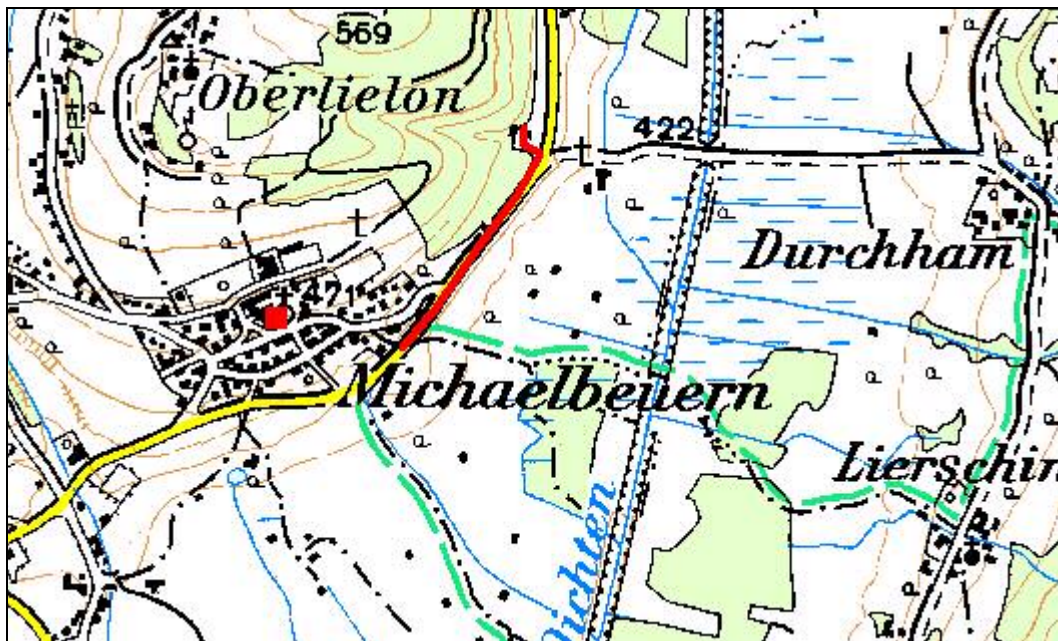 569
Oberlielon
422
Durchham
471
Michaelbeuern
Lierschin
Oichten